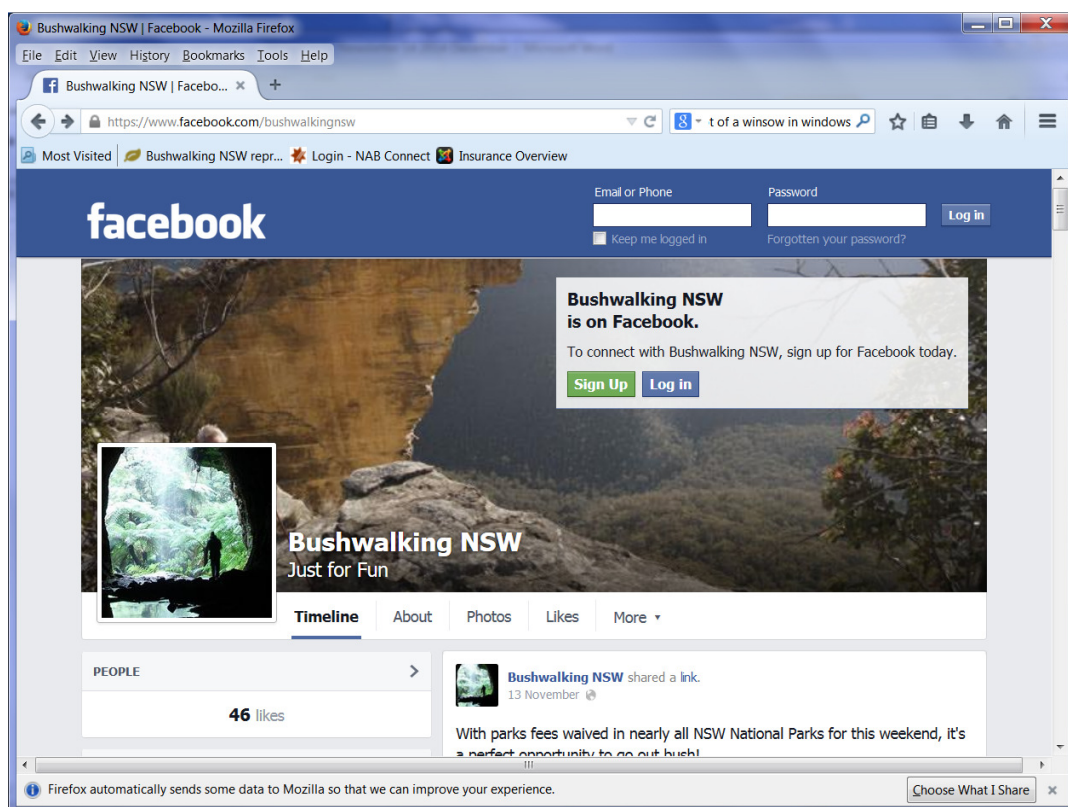 Bushwalking NSW | Facebook - Mozilla Firefox
File Edit View History Bookmarks Tools Help
Bushwalking NSW | Facebo...
https://www.facebook.com/bushwalkingnsw
t of a winsow in windows
Most Visited Bushwalking NSW repr... Login - NAB Connect Insurance Overview
facebook
Email or Phone
Password
Log in
Keep me logged in
Forgotten your password?
Bushwalking NSW
is on Facebook.
To connect with Bushwalking NSW, sign up for Facebook today.
Sign Up Log in
Bushwalking NSW
Just for Fun
Timeline About Photos Likes More
PEOPLE
46 likes
Bushwalking NSW shared a link.
13 November
With parks fees waived in nearly all NSW National Parks for this weekend, it's
a perfect opportunity to go out bush!
Firefox automatically sends some data to Mozilla so that we can improve your experience.
Choose What I Share